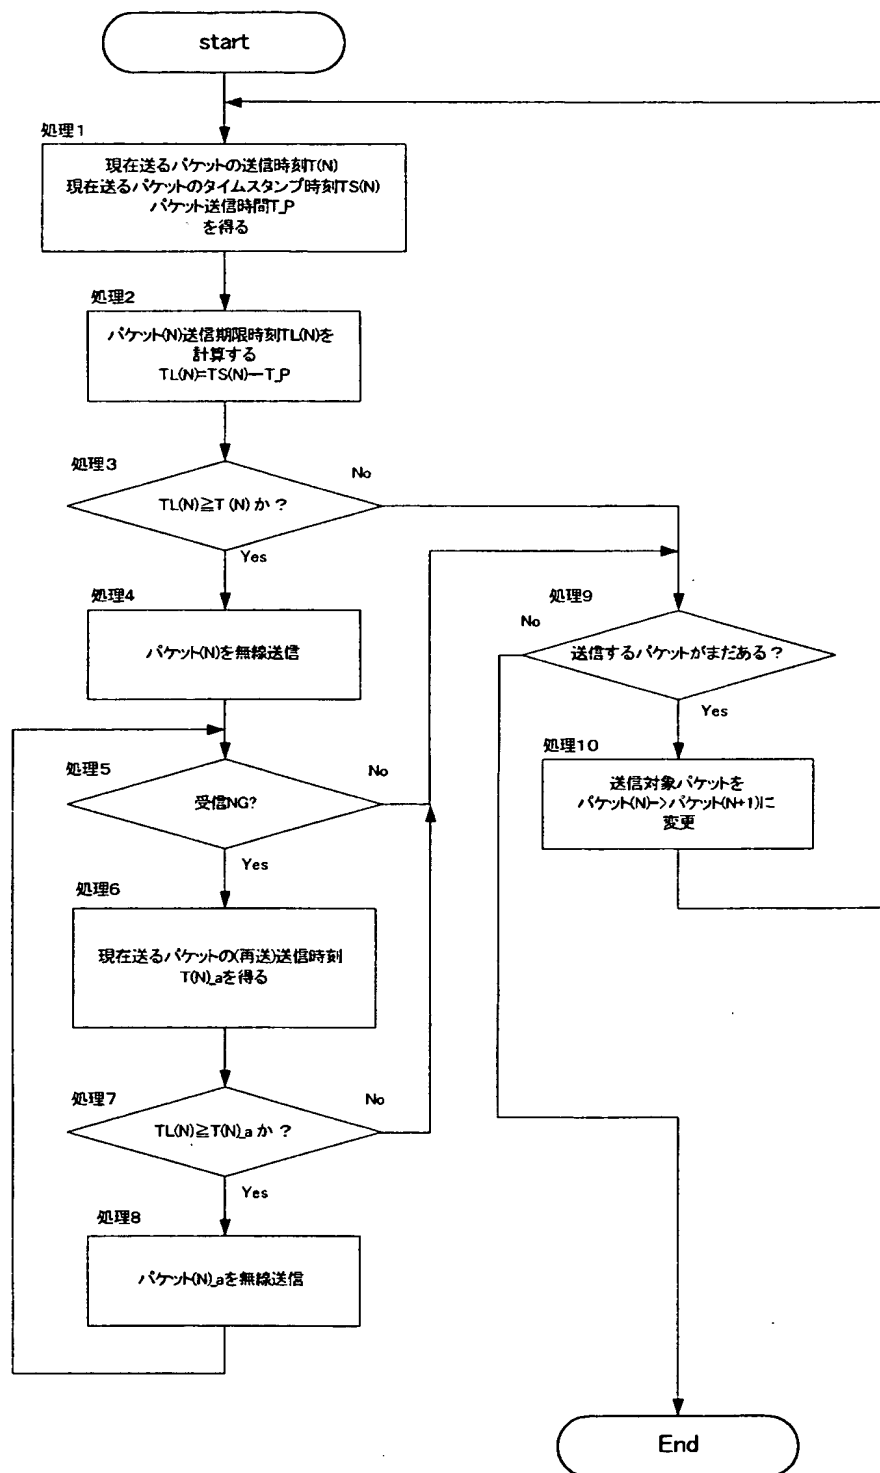 start
処理1
現在送るパケットの送信時刻T(N)
現在送るパケットのタイムスタンプ時刻TS(N)
パケット送信時間T_P
を得る
処理2
パケット(N)送信期限時刻TL(N)を
計算する
TL(N)=TS(N)ーT_P
処理3
No
TL(N)≧T (N) か ?
Yes
処理4
パケット(N)を無線送信
処理5
No
受信NG?
Yes
処理6
現在送るパケットの(再送)送信時刻
T(N)_aを得る
処理7
No
TL(N)≧T(N)_a か ?
Yes
処理8
パケット(N)_aを無線送信
処理9
No
送信するパケットがまだある ?
Yes
処理10
送信対象パケットを
パケット(N)->パケット(N+1)に
変更
End